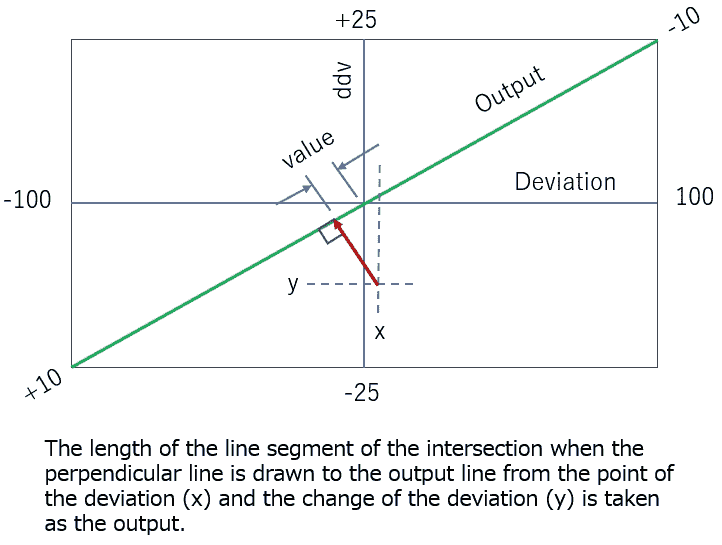 +25
-10
ddv
Output
value
-100
Deviation
100
y
x
+10
-25
The length of the line segment of the intersection when the
perpendicular line is drawn to the output line from the point of
the deviation (x) and the change of the deviation (y) is taken
as the output.